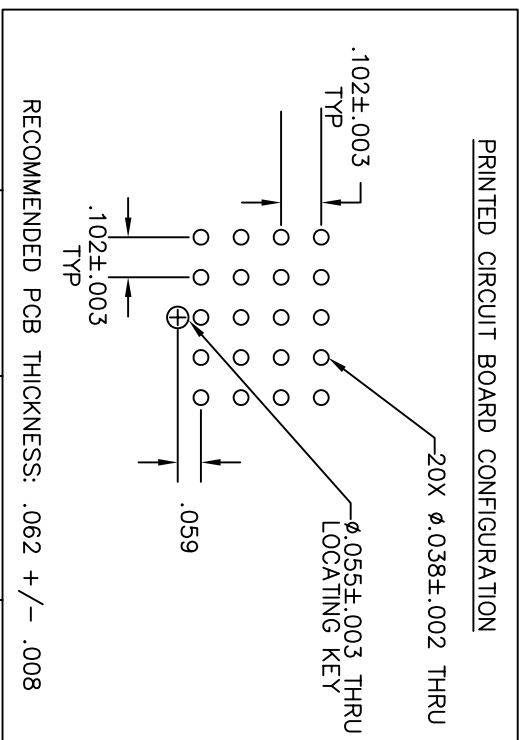 PRINTED CIRCUIT BOARD CONFIGURATION
20X ø.038±.002 THRU
ø.055±.003 THRU
LOCATING KEY
.102±.003
TYP
.059
.102±.003
TYP
RECOMMENDED PCB THICKNESS: .062 +/- .008